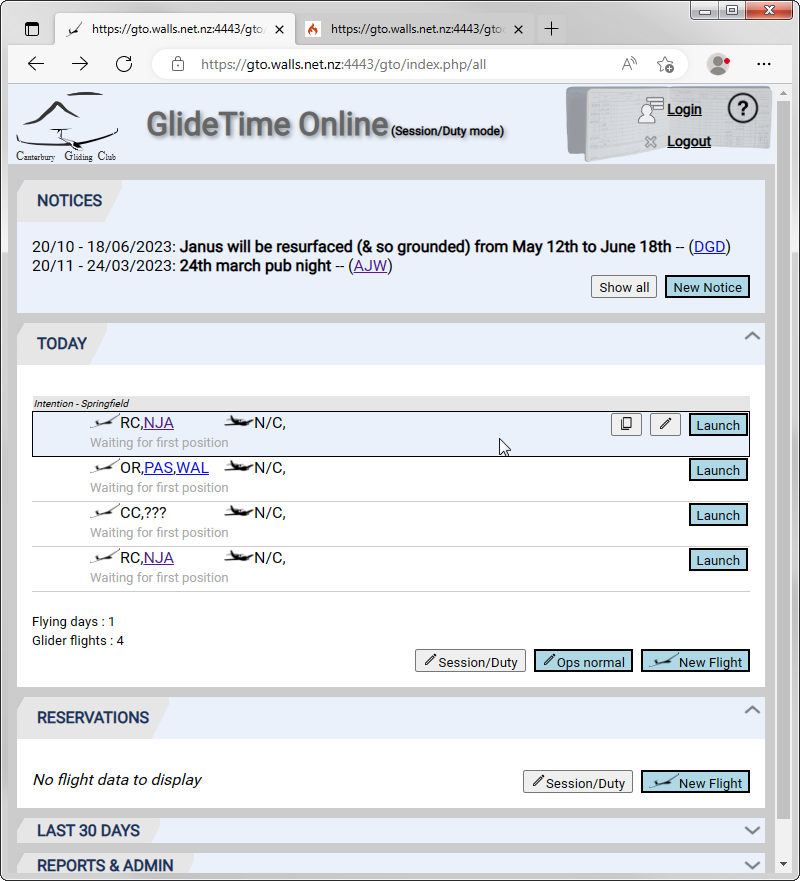 https://gto.walls.net.nz:4443/gto/
https://gto.walls.net.nz:4443/gto
https://gto.walls.net.nz:4443/gto/index.php/all
Canterbury Gliding Club
GlideTime Online (Session/Duty mode)
Login
?
Logout
NOTICES
20/10 - 18/06/2023: Janus will be resurfaced (& so grounded) from May 12th to June 18th -- (DGD)
20/11 - 24/03/2023: 24th march pub night -- (AJW)
Show all
New Notice
TODAY
Intention - Springfield
RC,NJA N/C,
Launch
Waiting for first position
OR,PAS,WAL N/C,
Launch
Waiting for first position
CC,??? N/C,
Launch
Waiting for first position
RC,NJA N/C,
Launch
Waiting for first position
Flying days : 1
Glider flights : 4
Session/Duty
Ops normal
New Flight
RESERVATIONS
No flight data to display
Session/Duty
New Flight
LAST 30 DAYS
REPORTS & ADMIN